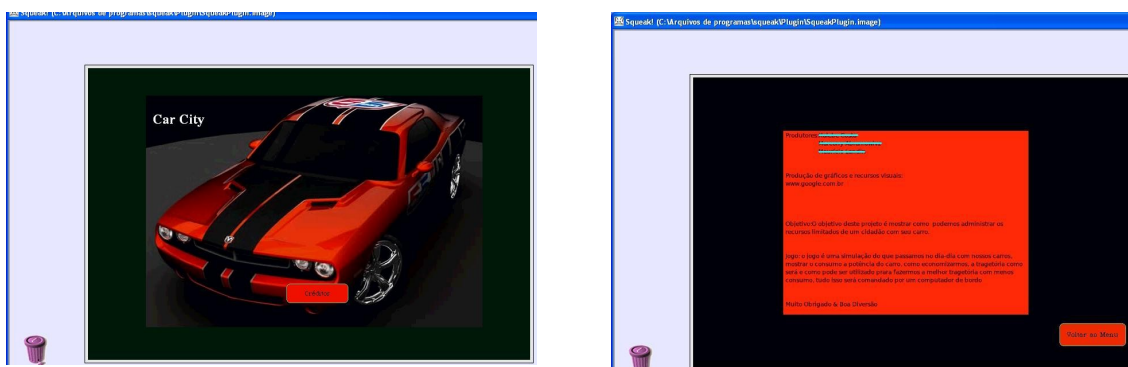 Squeak! (C:\Arquivos de programas\squeak\Plugin\SqueakPlugin.image)
Car City
Créditos
Squeak! (C:\Arquivos de programas\squeak\Plugin\SqueakPlugin.image)
Produtores:
Produção de gráficos e recursos visuais:
www.google.com.br
Objetivo:O objetivo deste projeto é mostrar como podemos administrar os
recursos limitados de um cidadão com seu carro.
Jogo: o jogo é uma simulação do que passamos no dia-dia com nossos carros,
mostrar o consumo a potência do carro, como economizarmos, a tragetória como
será e como pode ser utilizado prara fazermos a melhor tragetória com menos
consumo, tudo isso será comandado por um computador de bordo
Muito Obrigado & Boa Diversão
Voltar ao Menu